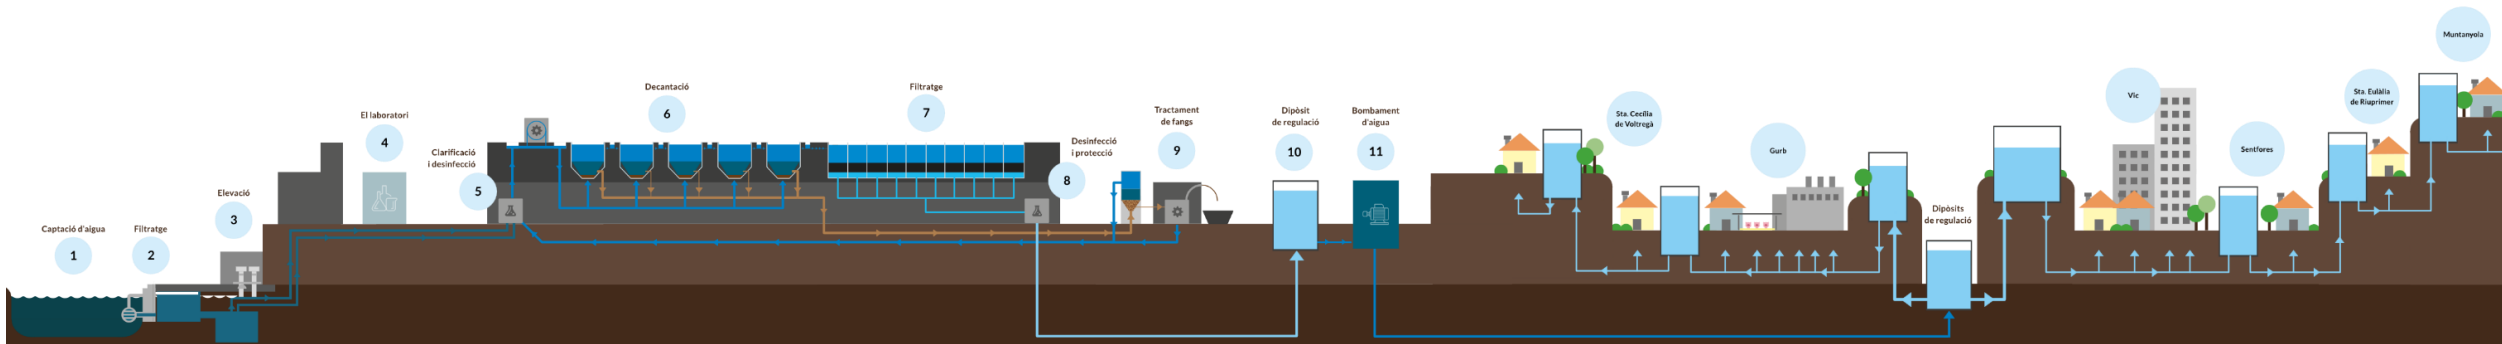 Captació d'aigua
1
Filtratge
2
Elevació
3
El laboratori
4
Clarificació
i desinfecció
5
Decantació
6
Filtratge
7
Desinfecció
i protecció
8
Tractament
de fangs
9
Dipòsit
de regulació
10
Bombament
d'aigua
11
Sta. Cecília
de Voltregà
Gurb
Dipòsits
de regulació
Vic
Sentfores
Sta. Eulàlia
de Riuprimer
Muntanyola